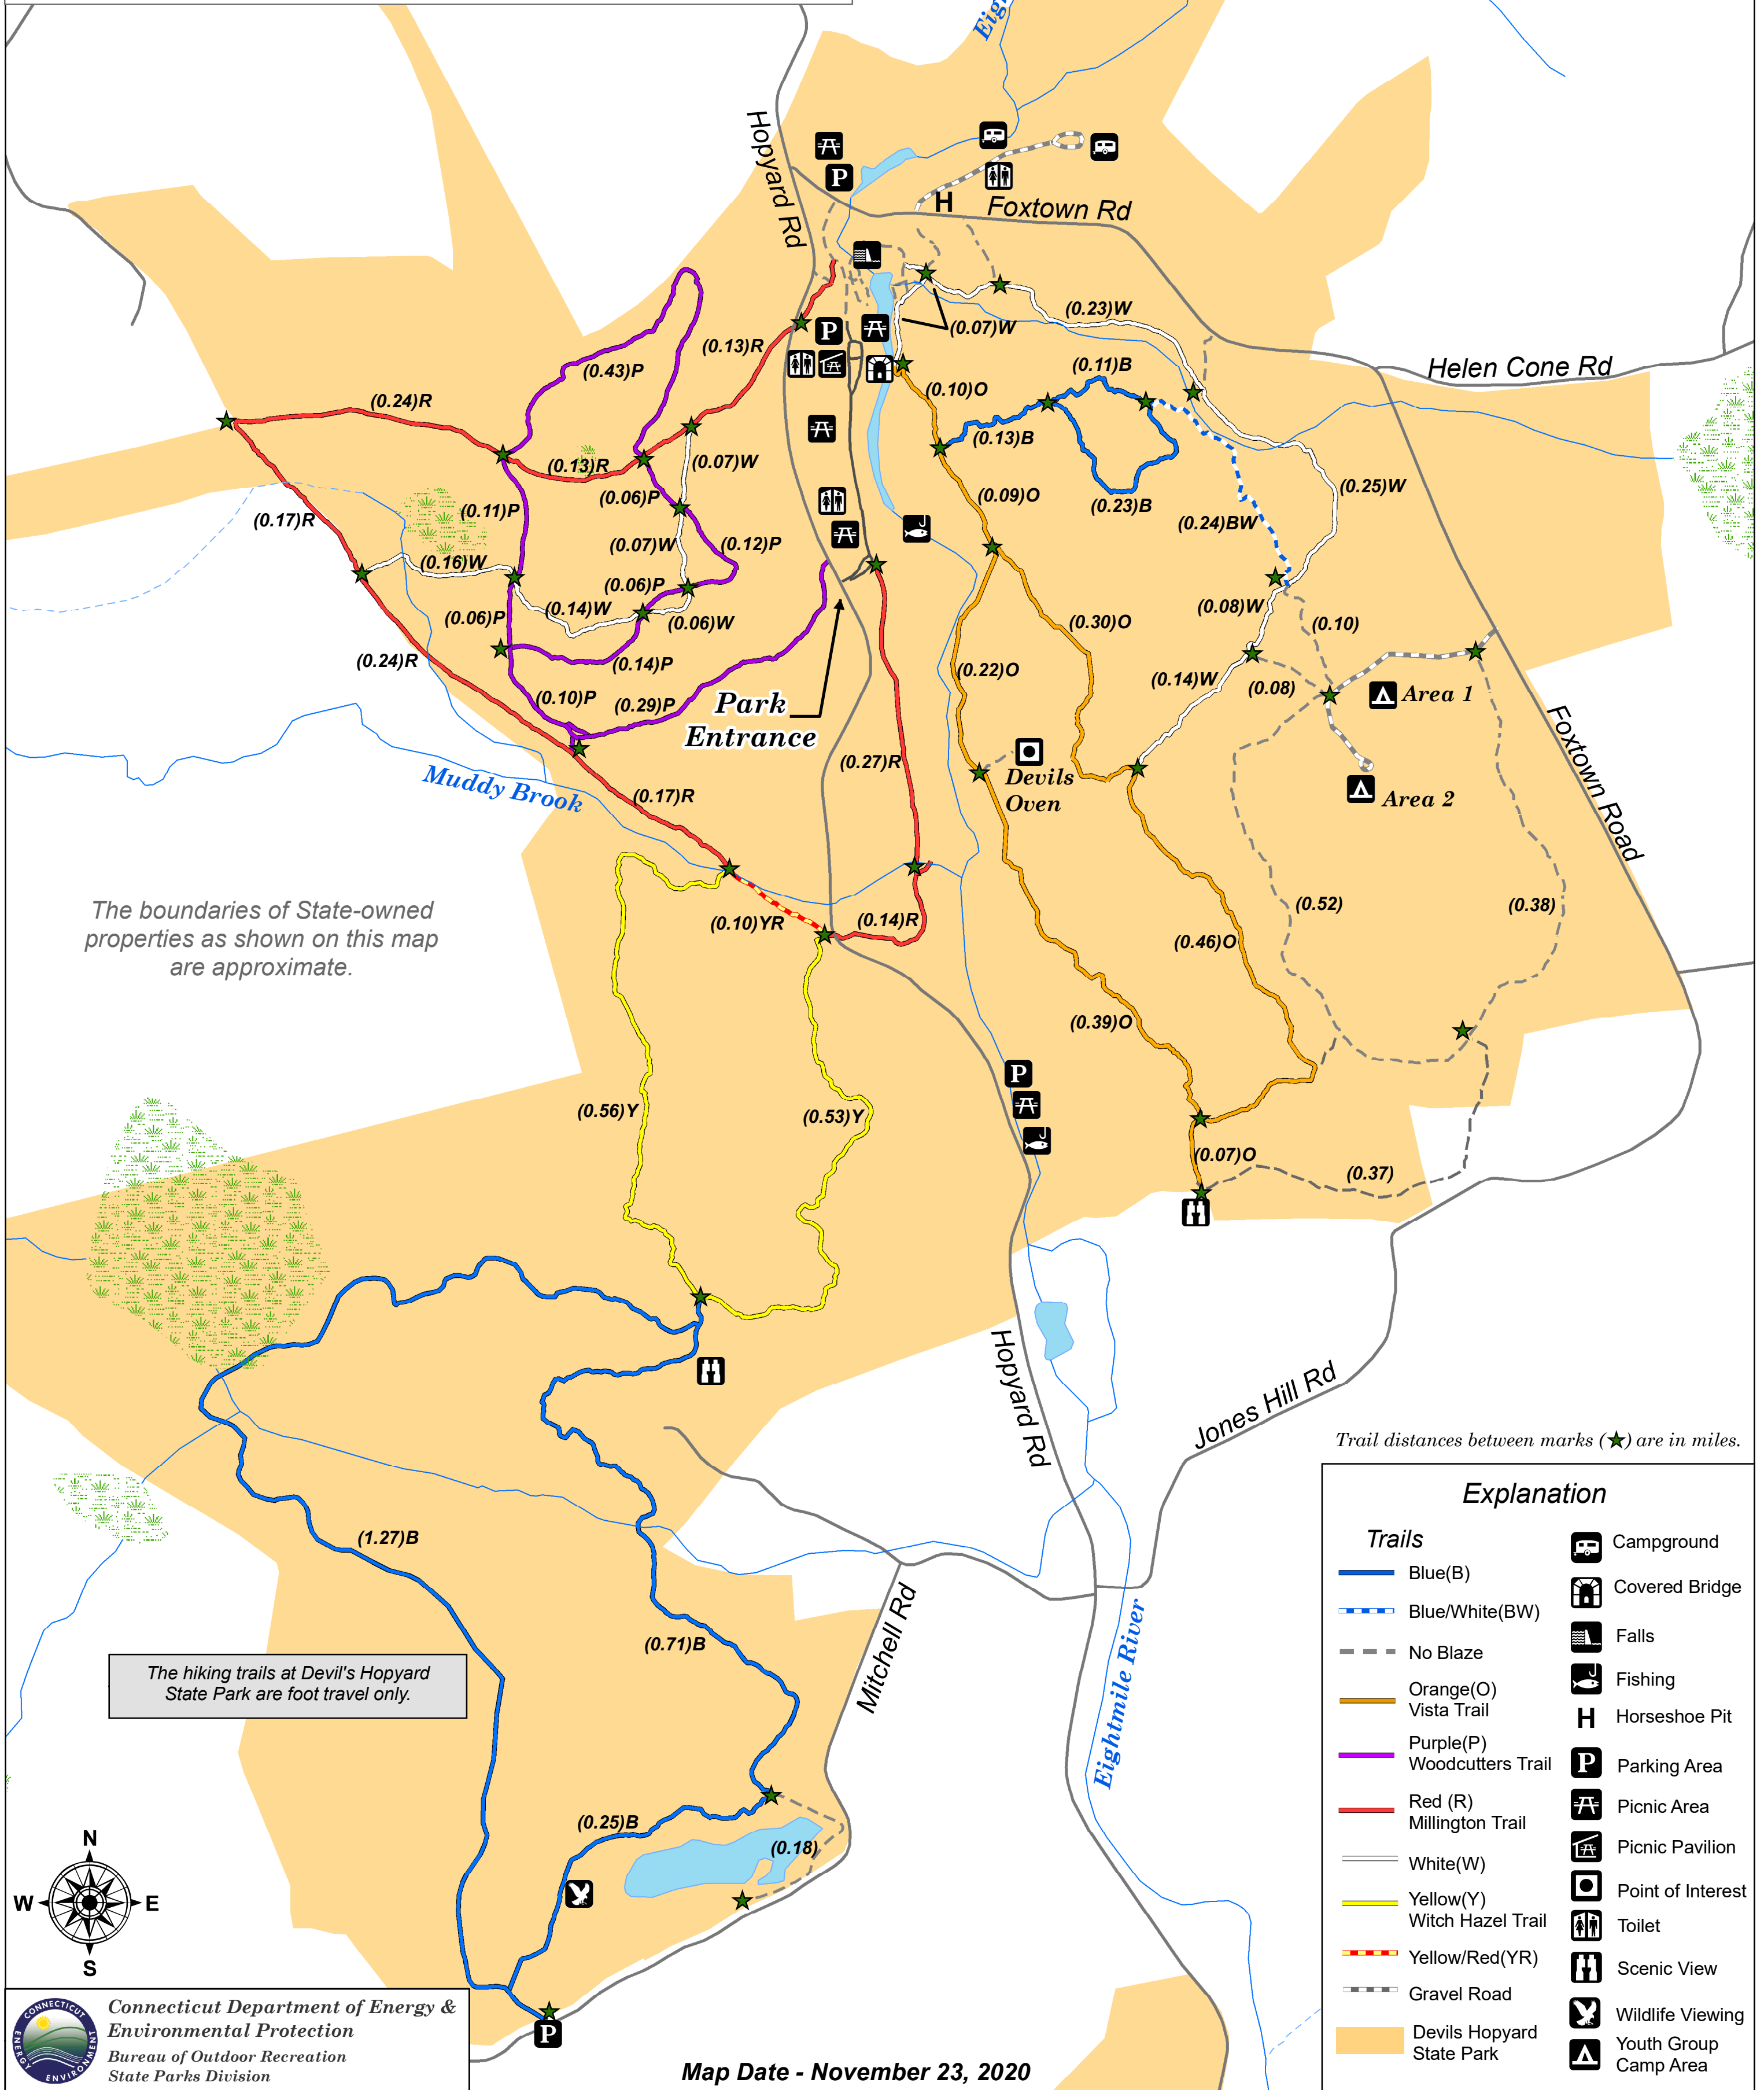 Eig
Hopyard Rd
H
Foxtown Rd
P
(0.23)W
(0.07)W
Helen Cone Rd
(0.43)P
(0.13)R
P
(0.11)B
(0.10)O
(0.24)R
(0.13)B
(0.13)R
(0.07)W
(0.06)P
(0.09)O
(0.23)B
(0.25)W
(0.17)R
(0.11)P
(0.24)BW
(0.07)W
(0.12)P
(0.16)W
(0.06)P
(0.14)W
(0.08)W
(0.06)P
(0.06)W
(0.30)O
(0.10)
(0.24)R
(0.14)P
(0.22)O
(0.14)W
(0.08)
Area 1
(0.10)P
(0.29)P
Park
Entrance
(0.27)R
Foxtown Road
Devils
Oven
Area 2
Muddy Brook
(0.17)R
The boundaries of State-owned
properties as shown on this map
are approximate.
(0.10)YR
(0.14)R
(0.52)
(0.38)
(0.46)O
(0.39)O
P
(0.56)Y
(0.53)Y
(0.07)O
(0.37)
Hopyard Rd
Jones Hill Rd
Trail distances between marks ( ) are in miles.
(1.27)B
(0.71)B
Mitchell Rd
Eightmile River
The hiking trails at Devil's Hopyard
State Park are foot travel only.
(0.25)B
(0.18)
N
W E
S
P
Explanation
Trails
Blue(B)
Blue/White(BW)
No Blaze
Orange(O)
Vista Trail
Purple(P)
Woodcutters Trail
Red (R)
Millington Trail
White(W)
Yellow(Y)
Witch Hazel Trail
Yellow/Red(YR)
Gravel Road
Devils Hopyard
State Park
Campground
Covered Bridge
Falls
Fishing
H Horseshoe Pit
P Parking Area
Picnic Area
Picnic Pavilion
Point of Interest
Toilet
Scenic View
Wildlife Viewing
Youth Group
Camp Area
CONNECTICUT
ENERGY
ENVIRONMENT
Connecticut Department of Energy &
Environmental Protection
Bureau of Outdoor Recreation
State Parks Division
Map Date - November 23, 2020